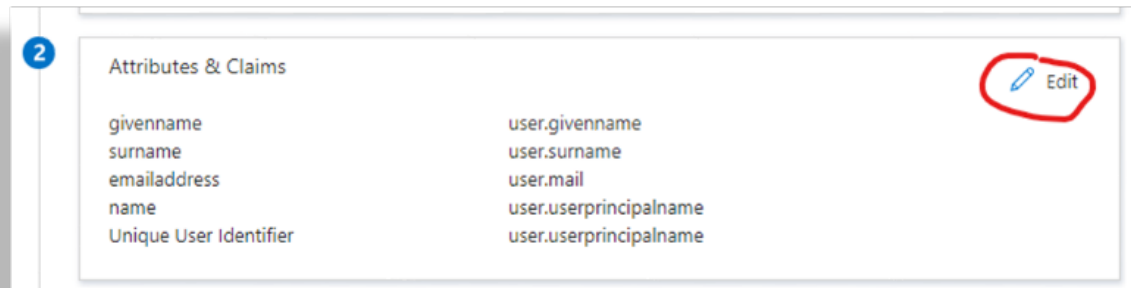 2
Attributes & Claims
Edit
givenname user.givenname
surname user.surname
emailaddress user.mail
name user.userprincipalname
Unique User Identifier user.userprincipalname